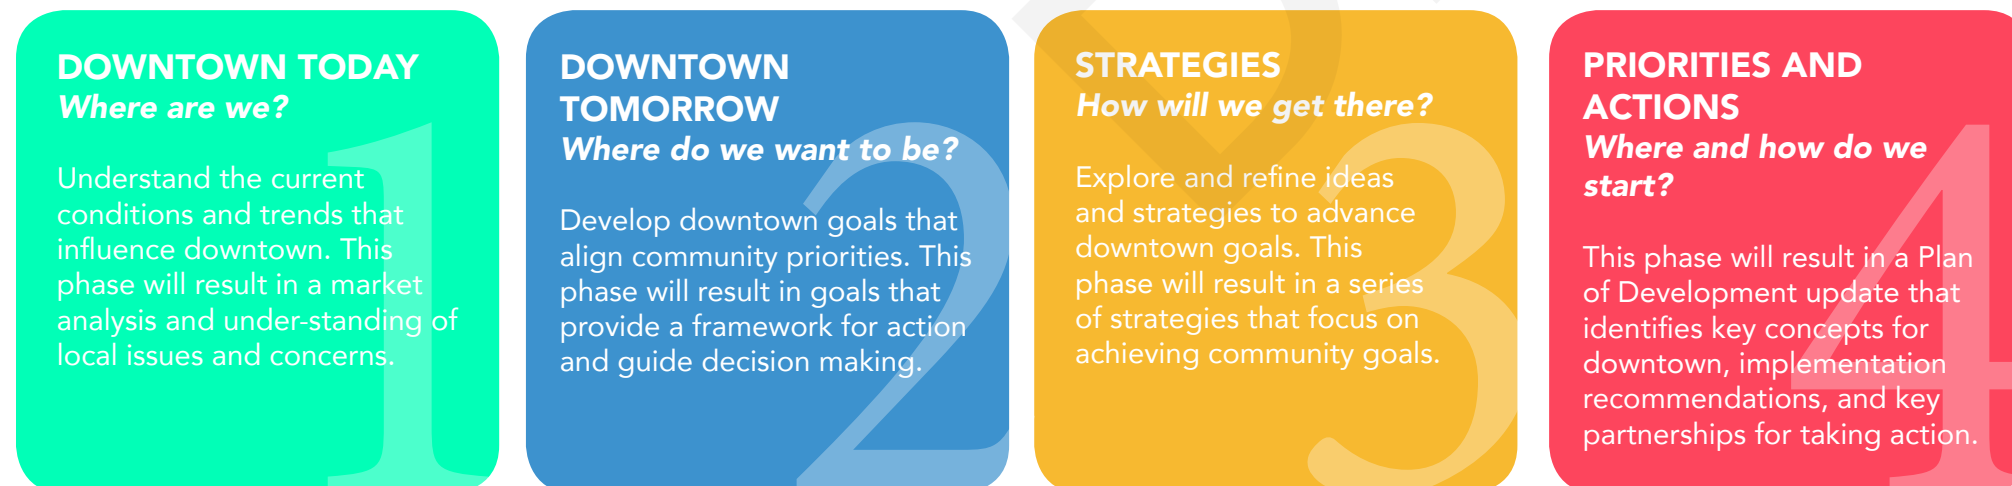 DOWNTOWN TODAY
Where are we?
Understand the current
conditions and trends that
influence downtown. This
phase will result in a market
analysis and under-standing of
local issues and concerns.
1
DOWNTOWN
TOMORROW
Where do we want to be?
Develop downtown goals that
align community priorities. This
phase will result in goals that
provide a framework for action
and guide decision making.
2
STRATEGIES
How will we get there?
Explore and refine ideas
and strategies to advance
downtown goals. This
phase will result in a series
of strategies that focus on
achieving community goals.
3
PRIORITIES AND
ACTIONS
Where and how do we
start?
This phase will result in a Plan
of Development update that
identifies key concepts for
downtown, implementation
recommendations, and key
partnerships for taking action.
4